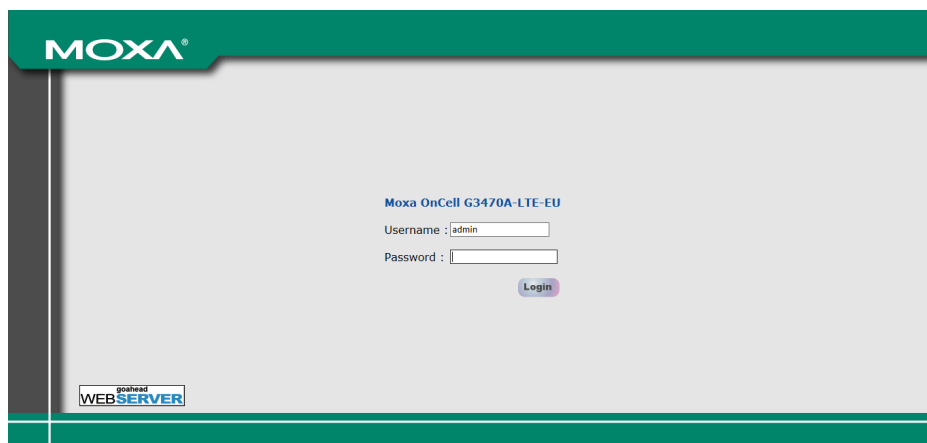 MOXA®
Moxa OnCell G3470A-LTE-EU
Username : admin
Password :
Login
goahead
WEBSERVER